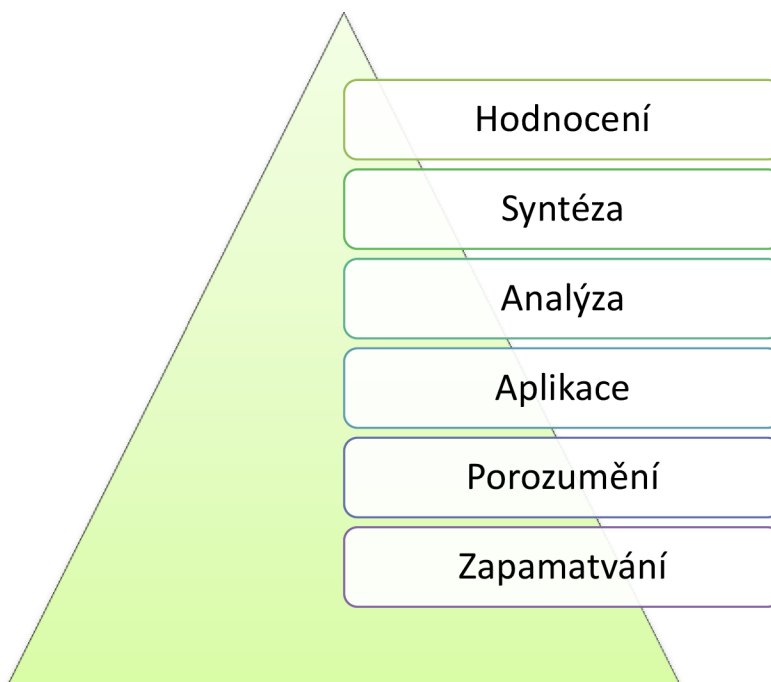 Hodnocení
Syntéza
Analýza
Aplikace
Porozumění
Zapamatvání